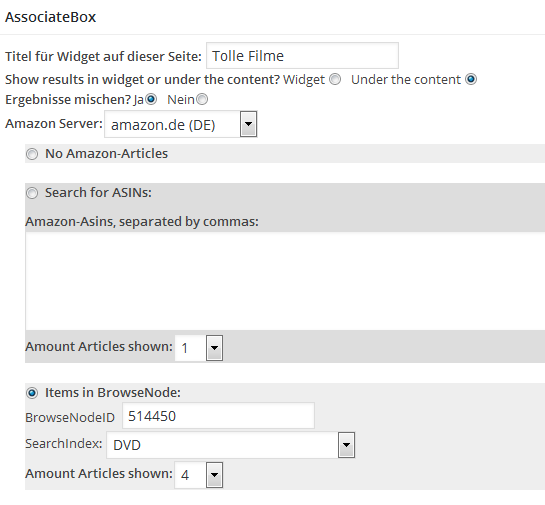 AssociateBox
Titel für Widget auf dieser Seite: Tolle Filme
Show results in widget or under the content? Widget Under the content
Ergebnisse mischen? Ja Nein
Amazon Server: amazon.de (DE)
No Amazon-Articles
Search for ASINs:
Amazon-Asins, separated by commas:
Amount Articles shown: 1
Items in BrowseNode:
BrowseNodeID 514450
SearchIndex: DVD
Amount Articles shown: 4